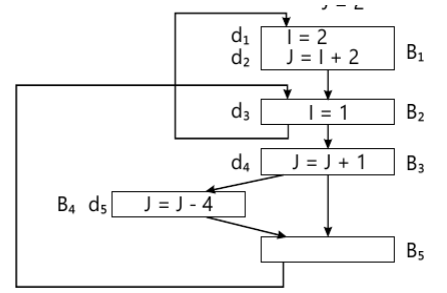 d₁ I = 2
d₂ J = I + 2 B₁
d₃ I = 1 B₂
d₄ J = J + 1 B₃
B₄ d₅ J = J - 4
B₅